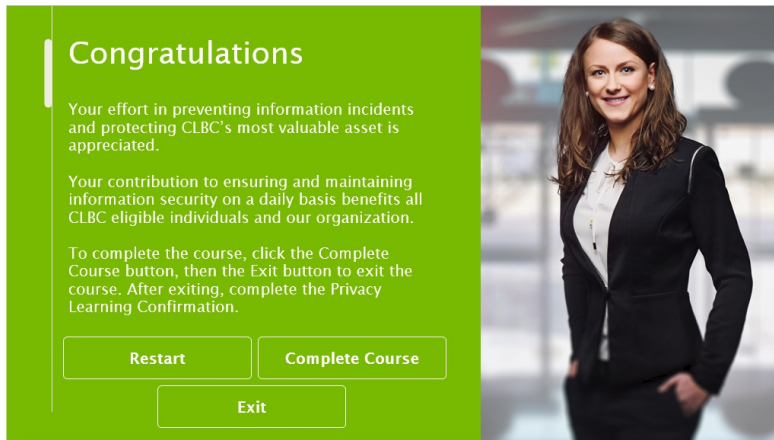 Congratulations
Your effort in preventing information incidents
and protecting CLBC's most valuable asset is
appreciated.
Your contribution to ensuring and maintaining
information security on a daily basis benefits all
CLBC eligible individuals and our organization.
To complete the course, click the Complete
Course button, then the Exit button to exit the
course. After exiting, complete the Privacy
Learning Confirmation.
Restart
Complete Course
Exit